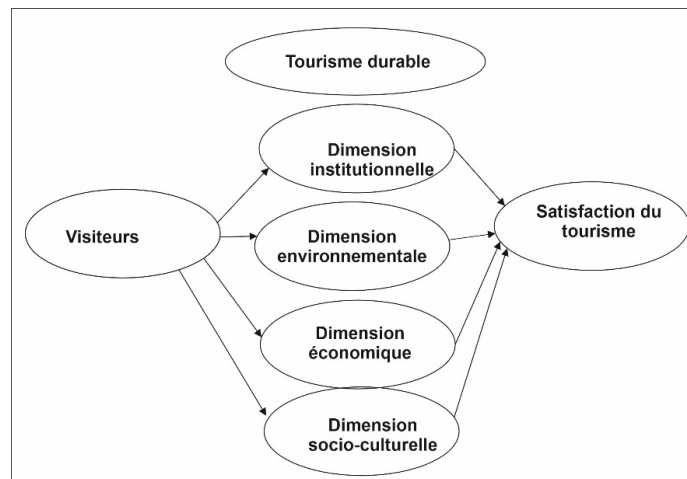 Tourisme durable
Dimension
institutionnelle
Visiteurs
Dimension
environnementale
Satisfaction du
tourisme
Dimension
économique
Dimension
socio-culturelle